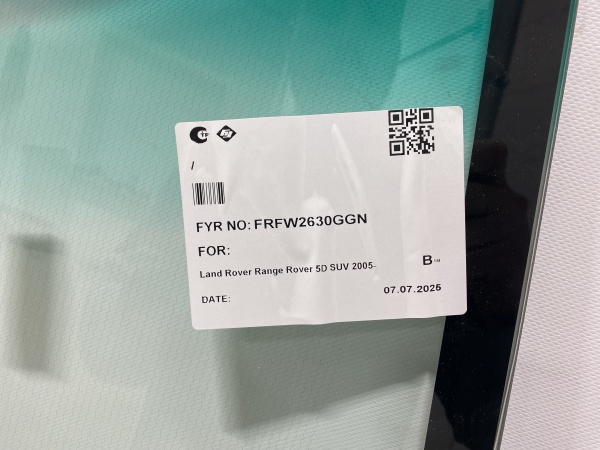 /
FYR NO: FRFW2630GGN
FOR:
Land Rover Range Rover 5D SUV 2005-
B
DATE: 07.07.2025